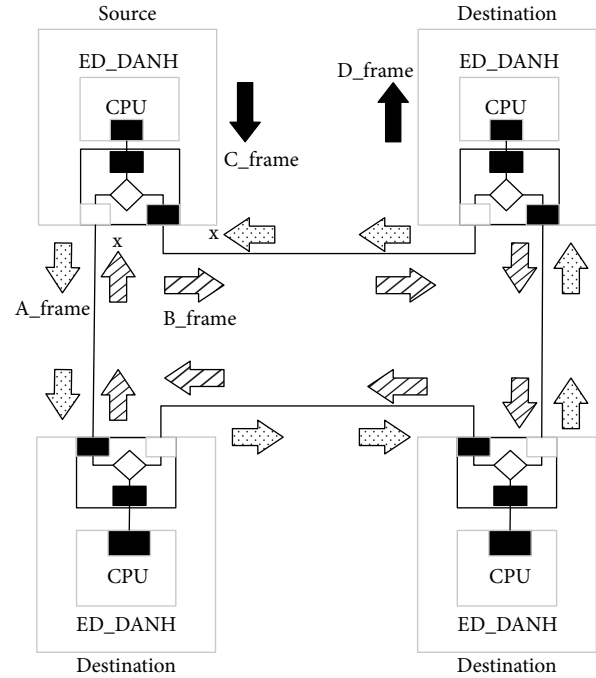 Source
Destination
ED_DANH
ED_DANH
D_frame
CPU
CPU
C_frame
x
x
A_frame
B_frame
CPU
CPU
ED_DANH
ED_DANH
Destination
Destination